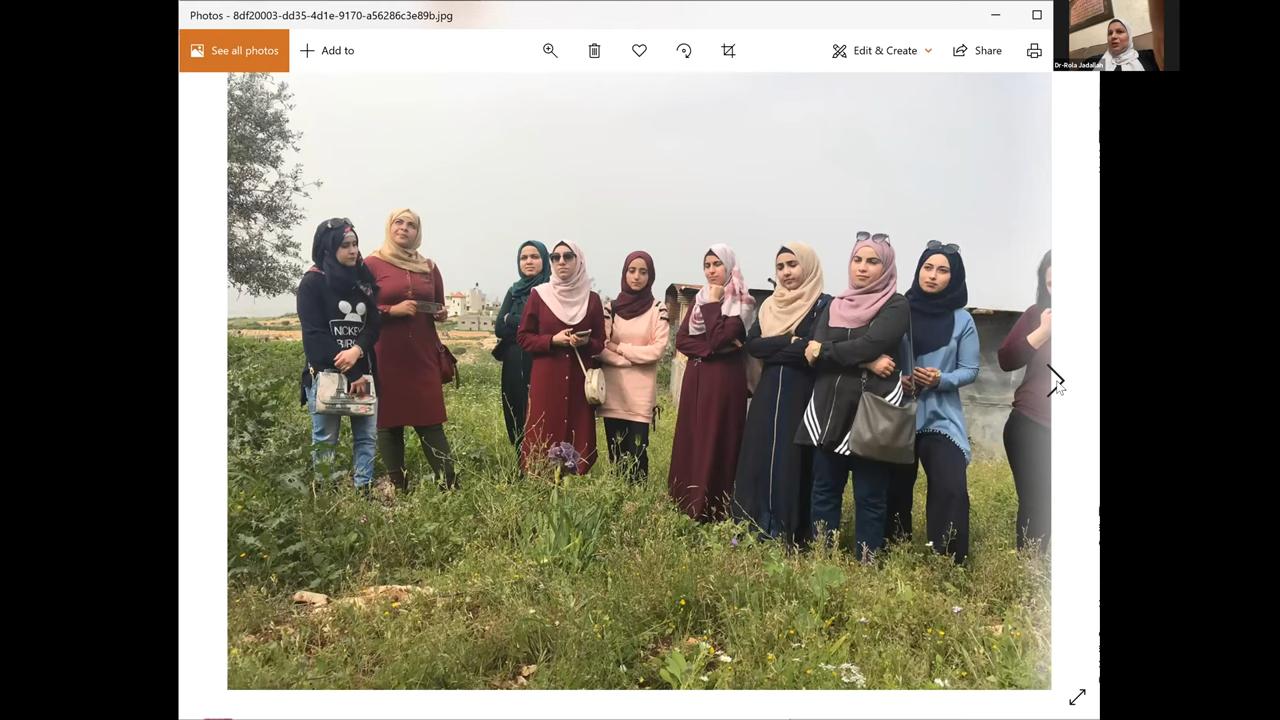 Photos - 8df20003-dd35-4d1e-9170-a56286c3e89b.jpg
See all photos
Add to
Edit & Create
Share
Dr-Rola Jadallah
NICKEY